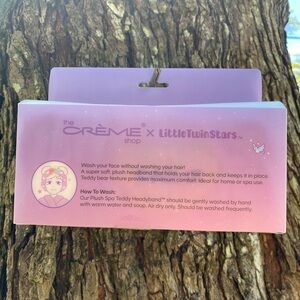 the
CRÈME®
shop
x LittleTwinStars™
Wash your face without washing your hair!
A super soft, plush headband that holds your hair back and keeps it in place.
Teddy bear texture provides maximum comfort. Ideal for home or spa use.
How To Wash:
Our Plush Spa Teddy Headyband™ should be gently washed by hand
with warm water and soap. Air dry only. Should be washed frequently.